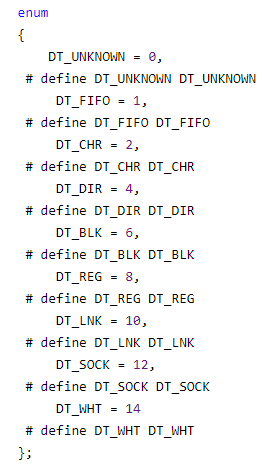 enum
{
    DT_UNKNOWN = 0,
 # define DT_UNKNOWN DT_UNKNOWN
     DT_FIFO = 1,
 # define DT_FIFO DT_FIFO
     DT_CHR = 2,
 # define DT_CHR DT_CHR
     DT_DIR = 4,
 # define DT_DIR DT_DIR
     DT_BLK = 6,
 # define DT_BLK DT_BLK
     DT_REG = 8,
 # define DT_REG DT_REG
     DT_LNK = 10,
 # define DT_LNK DT_LNK
     DT_SOCK = 12,
 # define DT_SOCK DT_SOCK
     DT_WHT = 14
 # define DT_WHT DT_WHT
};